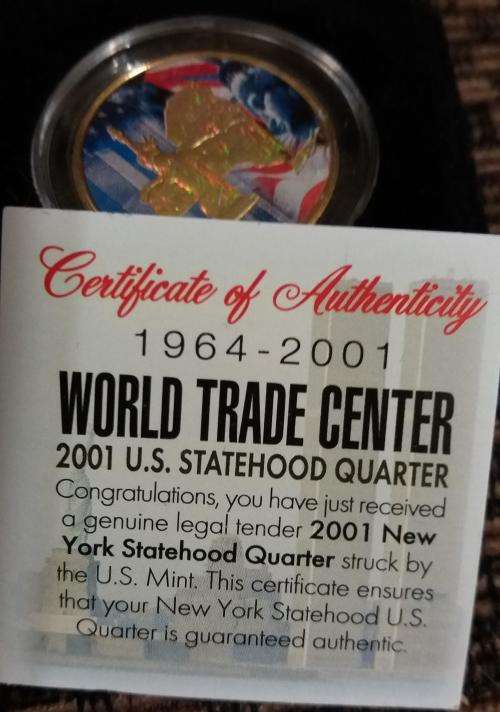 Certificate of Authenticity
1964-2001
WORLD TRADE CENTER
2001 U.S. STATEHOOD QUARTER
Congratulations, you have just received
a genuine legal tender 2001 New
York Statehood Quarter struck by
the U.S. Mint. This certificate ensures
that your New York Statehood U.S.
Quarter is guaranteed authentic.